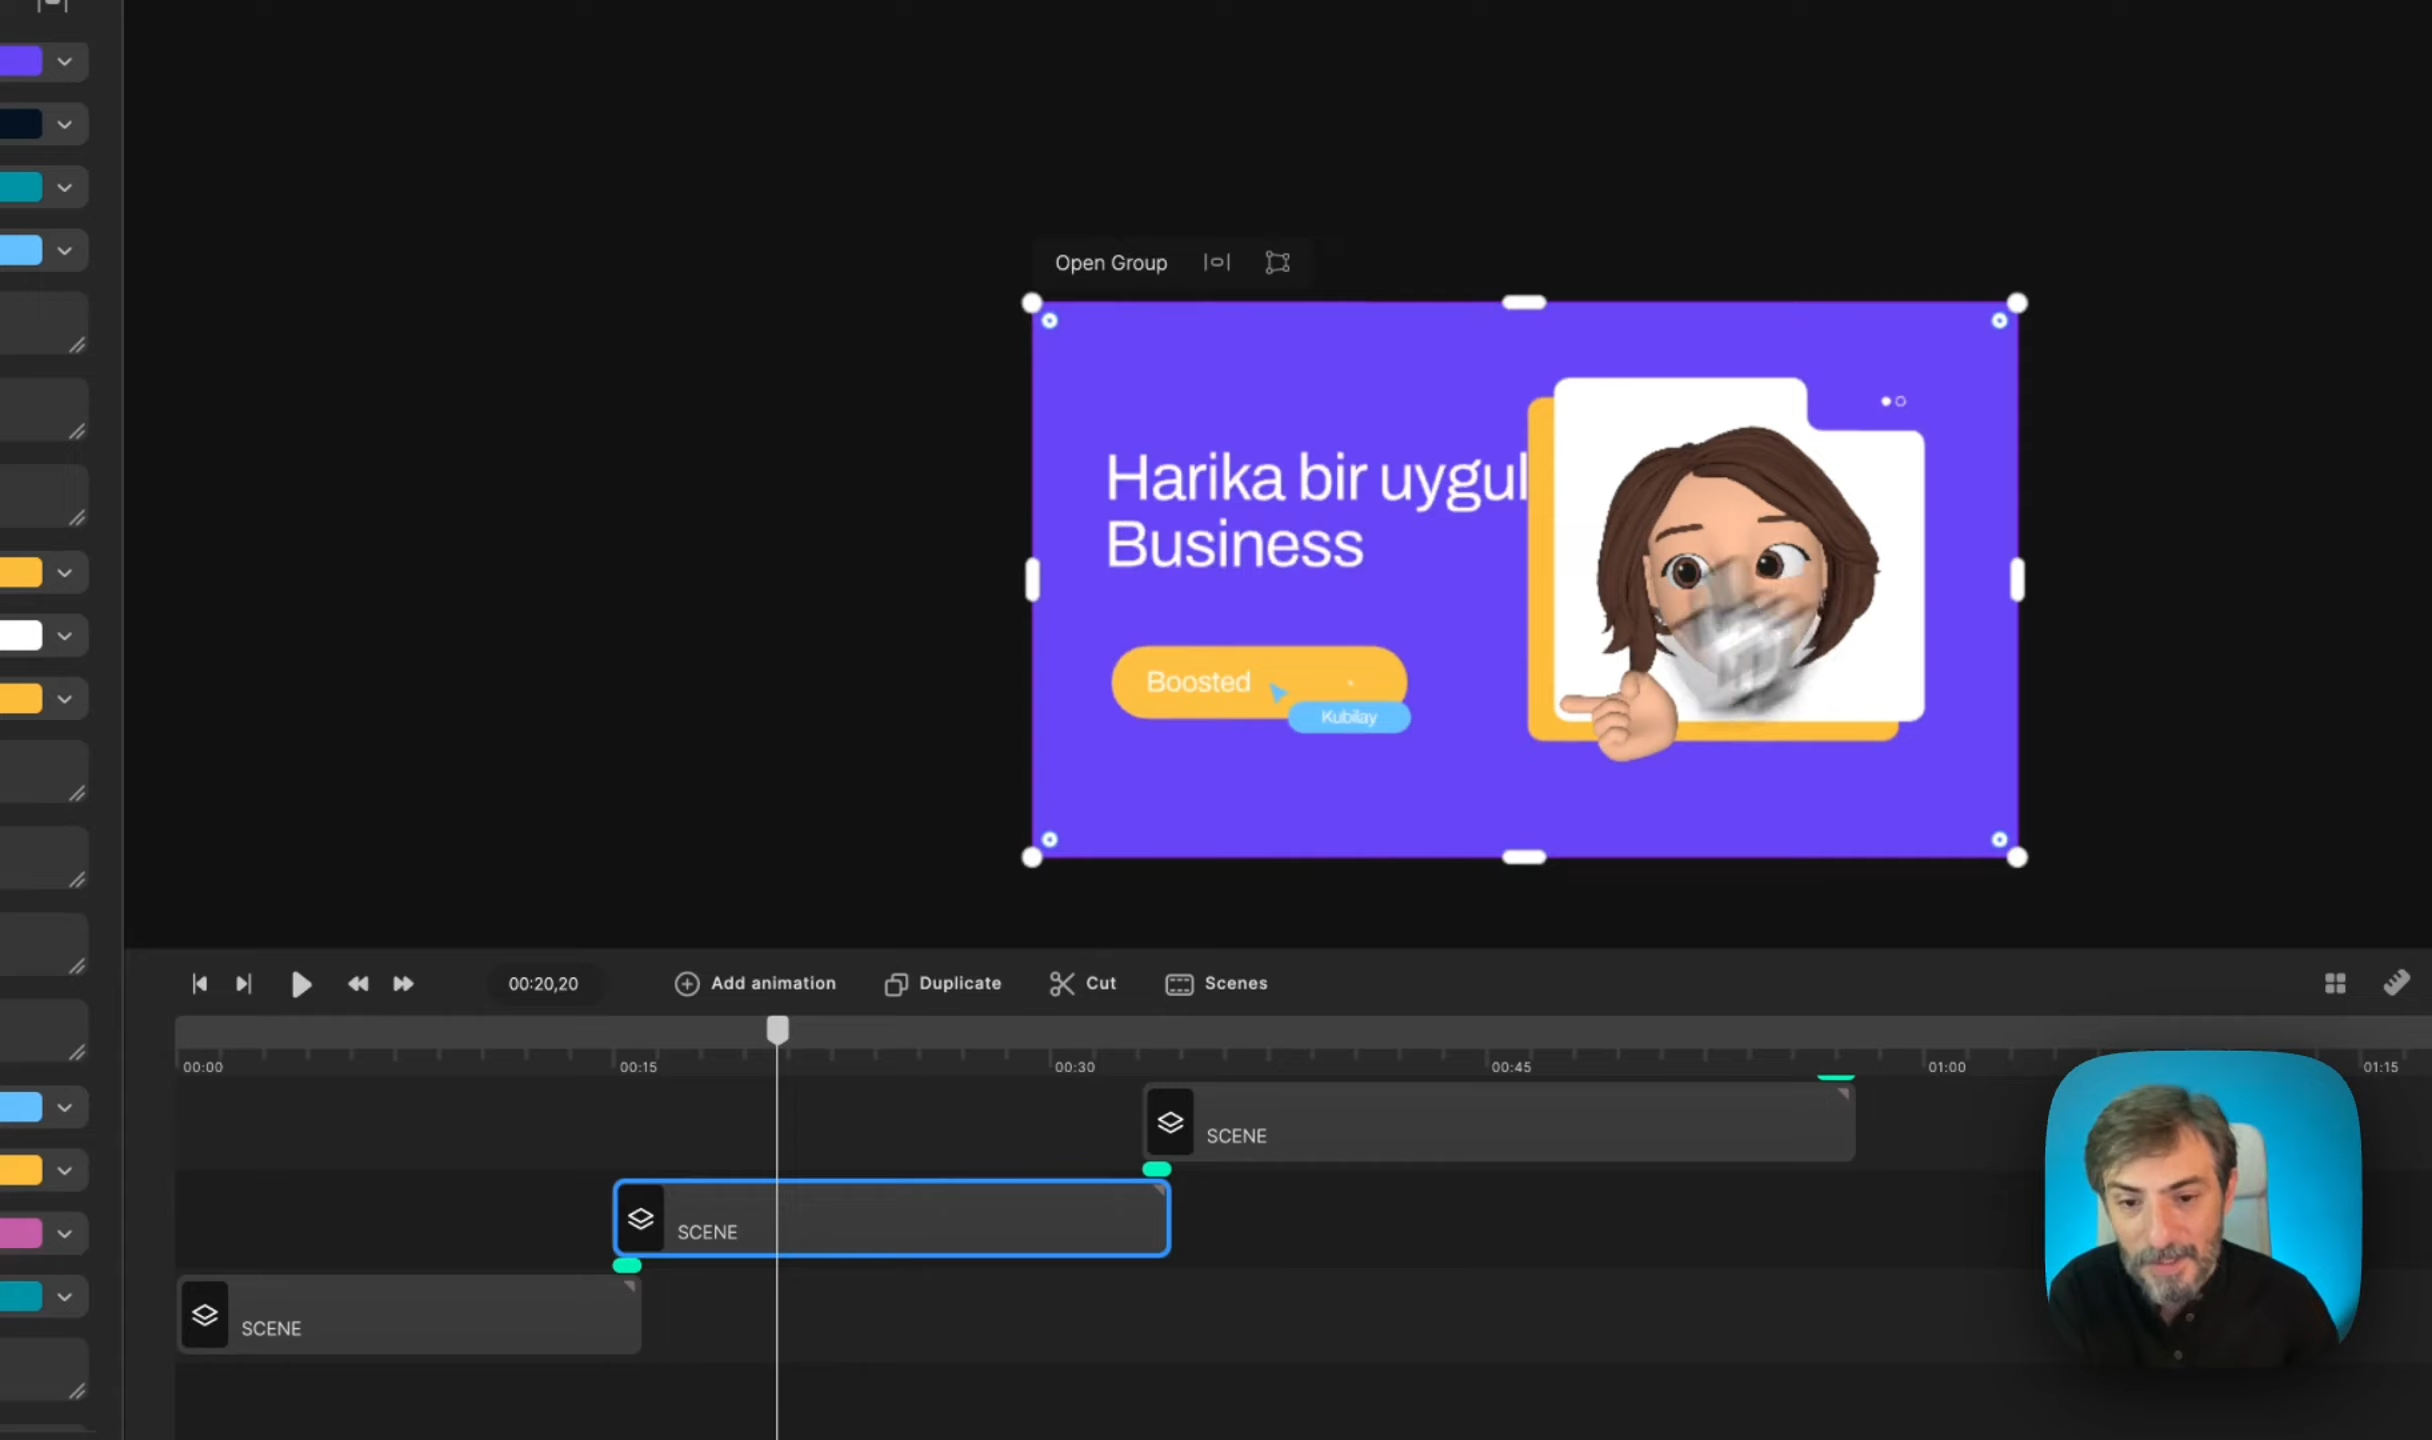 Open Group
Harika bir uygul
Business
Boosted
Kubilay
00:20,20
Add animation
Duplicate
Cut
Scenes
00:00
00:15
00:30
00:45
01:00
01:15
SCENE
SCENE
SCENE